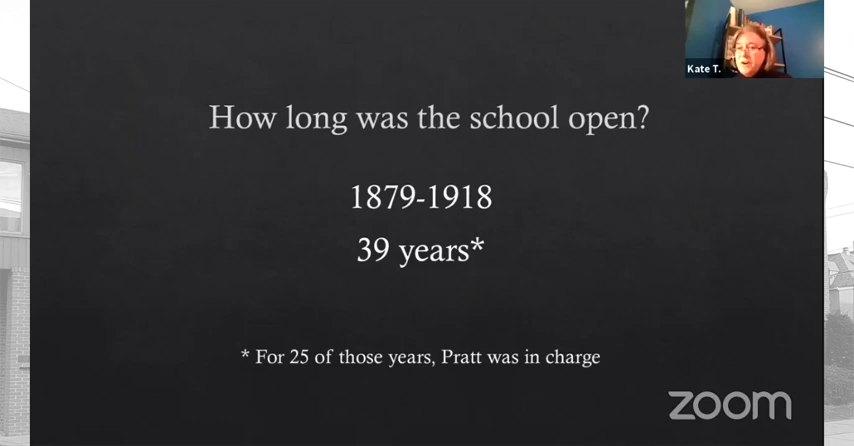 Kate T.
How long was the school open?
1879-1918
39 years*
* For 25 of those years, Pratt was in charge
zoom